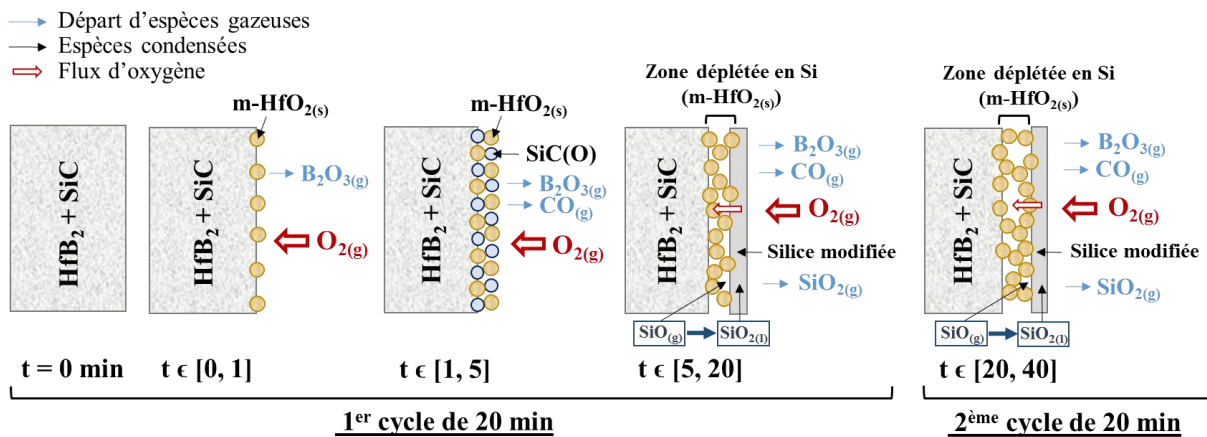 Départ d'espèces gazeuses
Espèces condensées
Flux d'oxygène
HfB₂ + SiC
t = 0 min
m-HfO₂₍ₛ₎
HfB₂ + SiC
B₂O₃₍g₎
O₂₍g₎
t ϵ [0, 1]
m-HfO₂₍ₛ₎
SiC(O)
HfB₂ + SiC
B₂O₃₍g₎
CO₍g₎
O₂₍g₎
t ϵ [1, 5]
Zone déplétée en Si
(m-HfO₂₍ₛ₎)
HfB₂ + SiC
B₂O₃₍g₎
CO₍g₎
O₂₍g₎
Silice modifiée
SiO₂₍g₎
SiO₍g₎
SiO₂₍l₎
t ϵ [5, 20]
1er cycle de 20 min
Zone déplétée en Si
(m-HfO₂₍ₛ₎)
HfB₂ + SiC
B₂O₃₍g₎
CO₍g₎
O₂₍g₎
Silice modifiée
SiO₂₍g₎
SiO₍g₎
SiO₂₍l₎
t ϵ [20, 40]
2ème cycle de 20 min